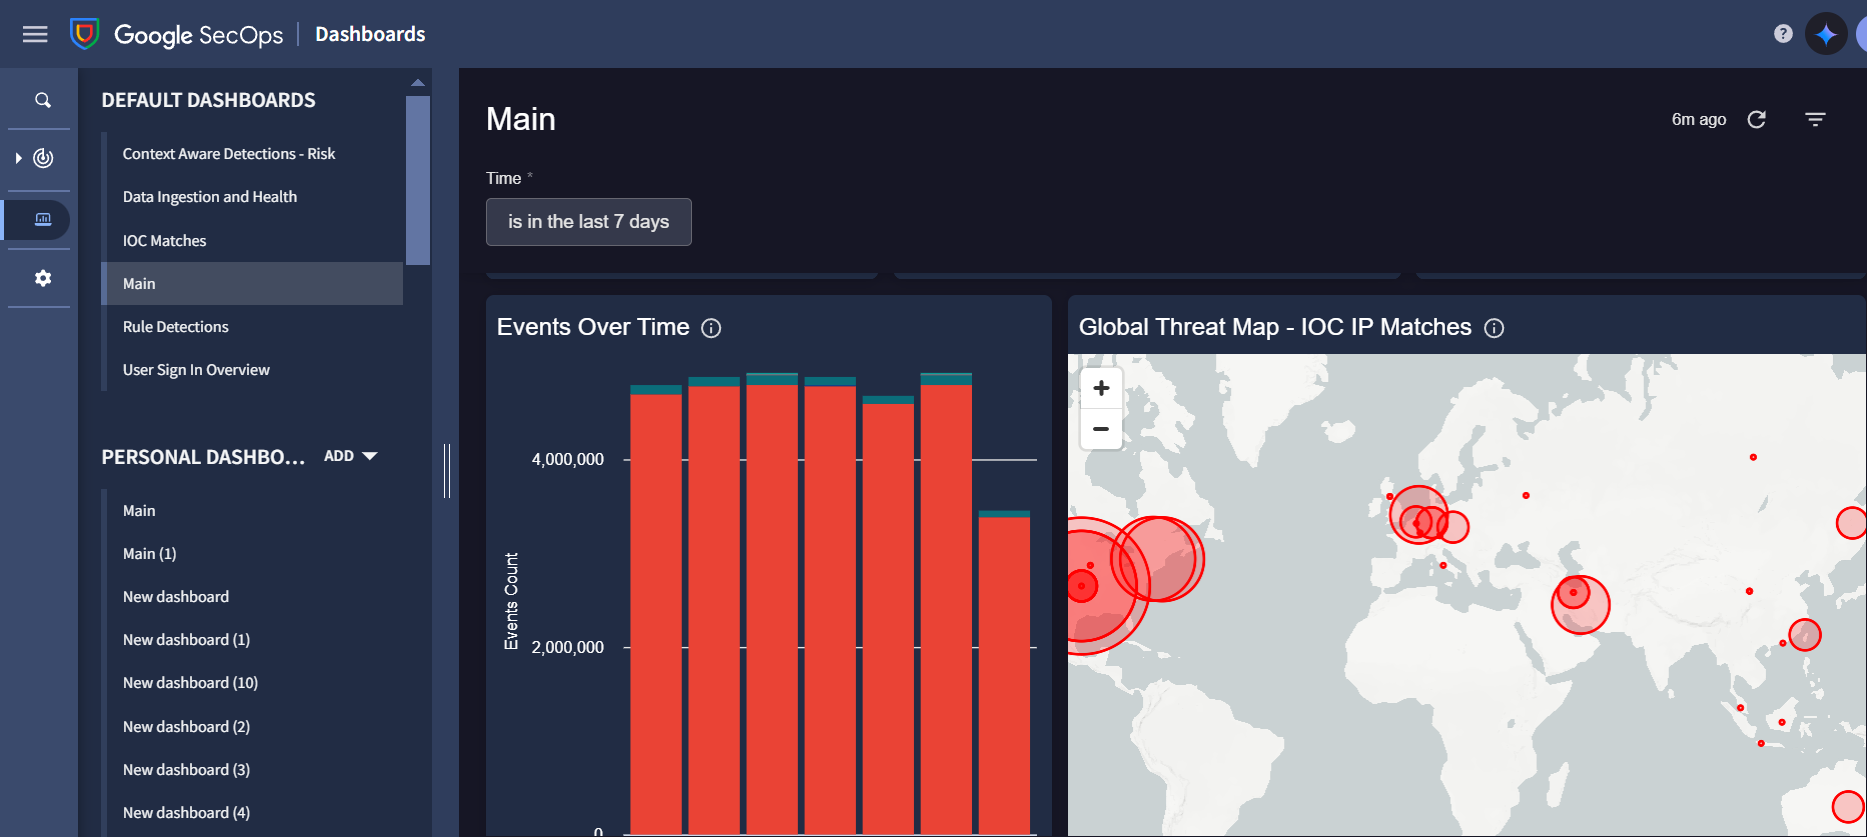 Google SecOps
Dashboards
DEFAULT DASHBOARDS
Context Aware Detections - Risk
Data Ingestion and Health
IOC Matches
Main
Rule Detections
User Sign In Overview
PERSONAL DASHBO...
ADD
Main
Main (1)
New dashboard
New dashboard (1)
New dashboard (10)
New dashboard (2)
New dashboard (3)
New dashboard (4)
Main
6m ago
Time *
is in the last 7 days
Events Over Time
4,000,000
2,000,000
0
Events Count
Global Threat Map - IOC IP Matches
+
−